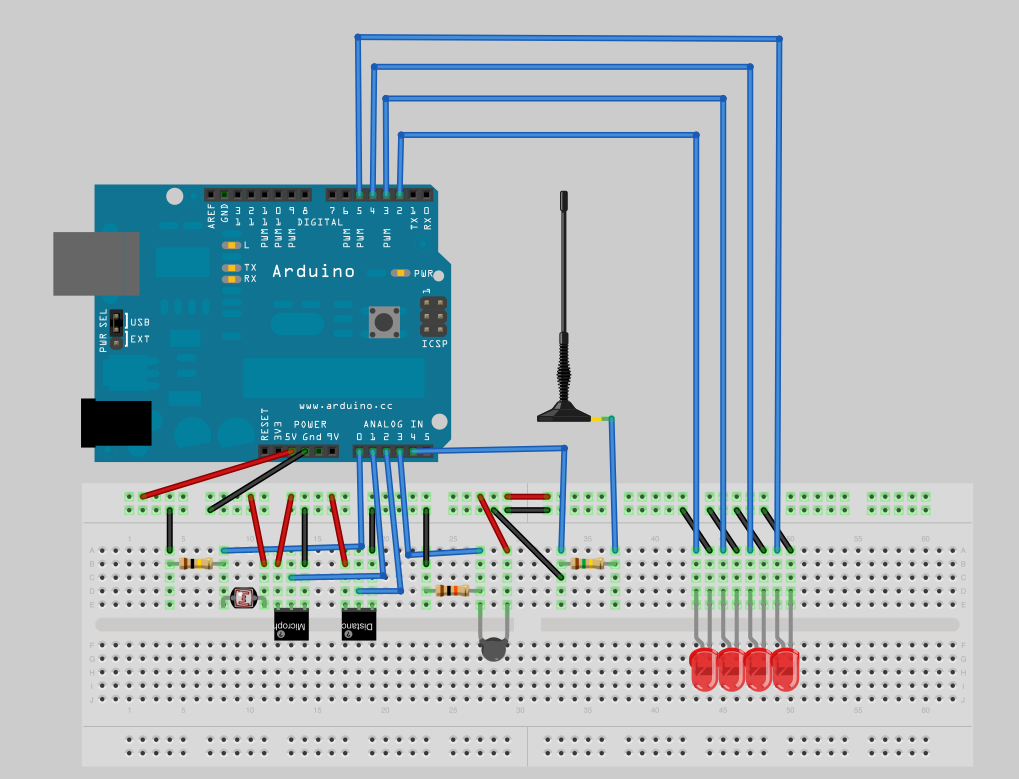 AREF
GND
13
12
11
10
9
8
7
6
5
4
3
2
1
0
DIGITAL
PWM
PWM
PWM
PWM
PWM
PWM
TX
RX
L
TX
RX
Arduino
PWR
1
ICSP
PWR SEL
USB
EXT
www.arduino.cc
RESET
3V3
POWER
ANALOG IN
5V Gnd 9V
0 1 2 3 4 5
1 5 10 15 20 25 35 40 45 50 55 60
A A
B B
C C
D D
E E
Microph
Distanc
F F
G G
H H
I I
J J
1 5 10 15 20 25 30 35 40 45 50 55 60